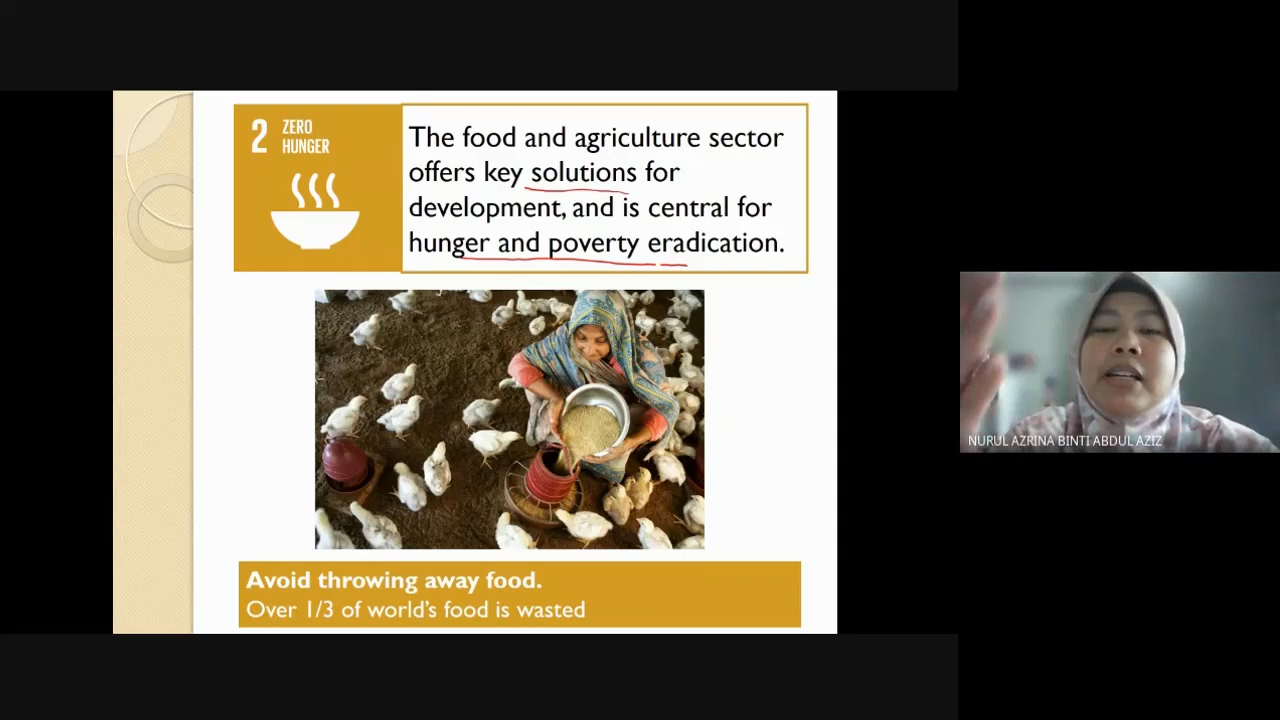 2 ZERO
HUNGER
The food and agriculture sector
offers key solutions for
development, and is central for
hunger and poverty eradication.
Avoid throwing away food.
Over 1/3 of world's food is wasted
NURUL AZRINA BINTI ABDUL AZIZ